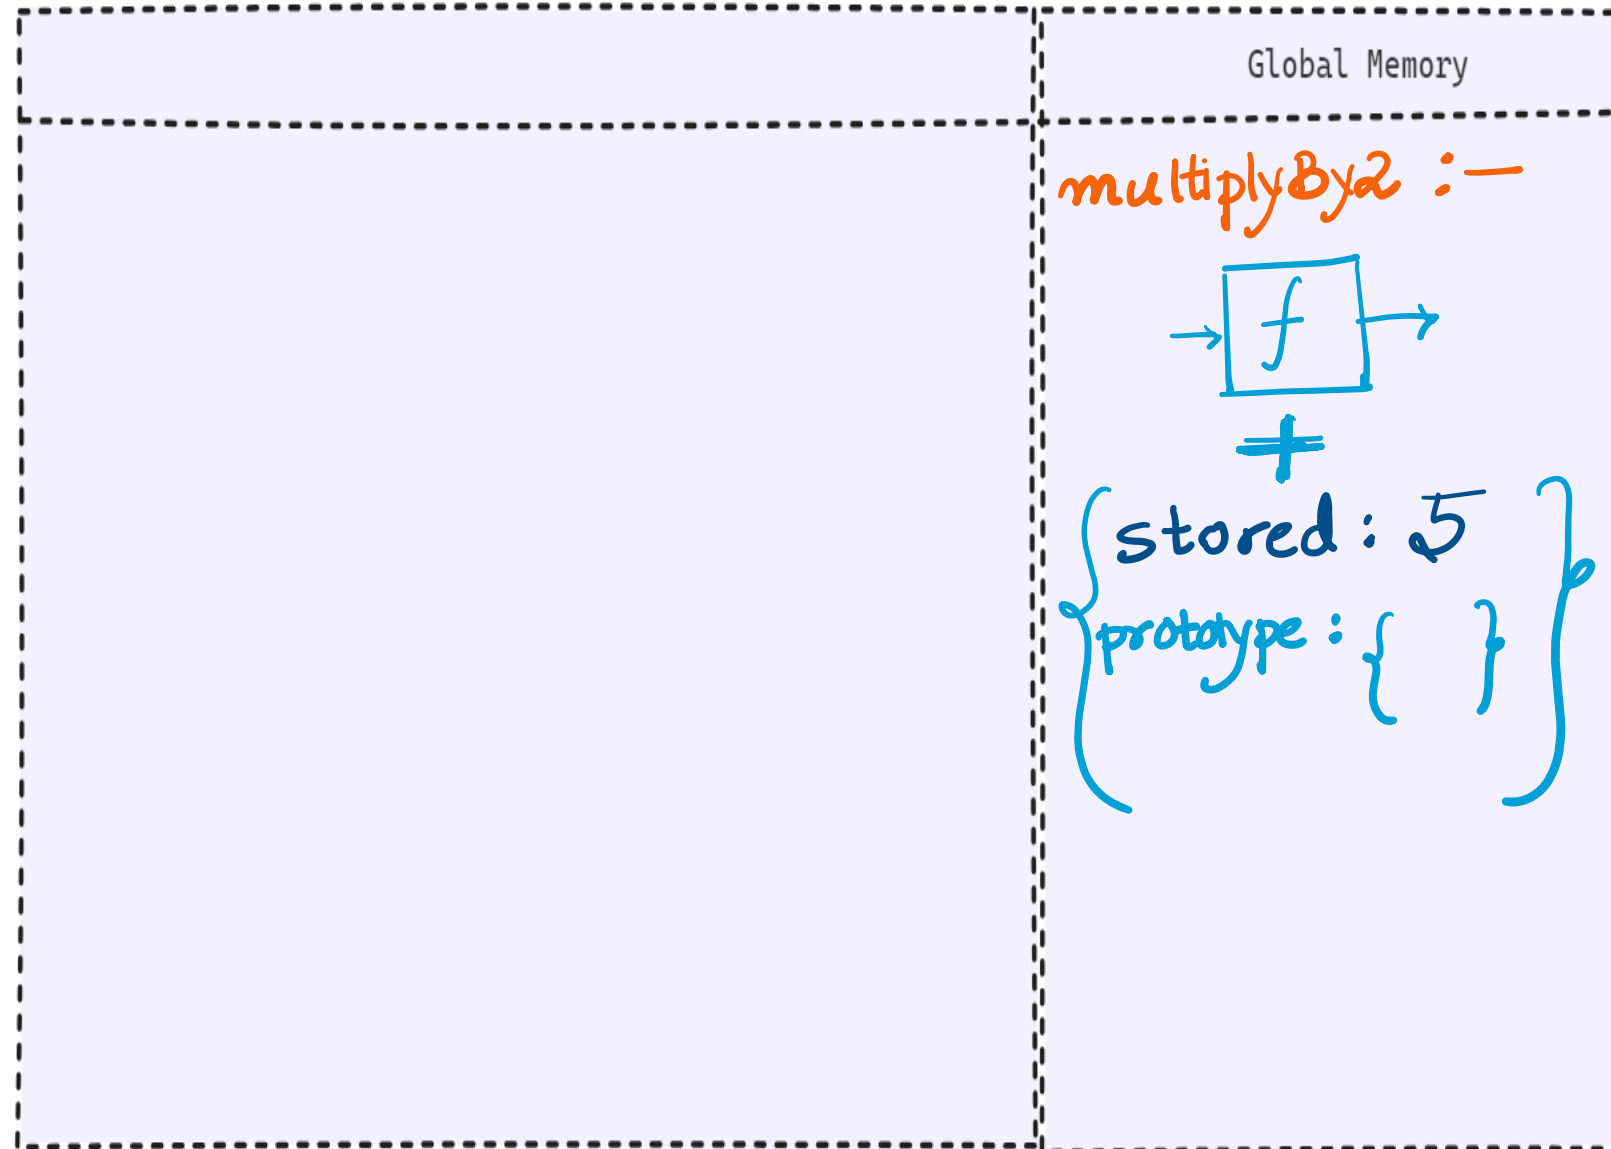 Global Memory
multiplyBy2 :-
f
+
{ stored : 5 }
prototype : { }